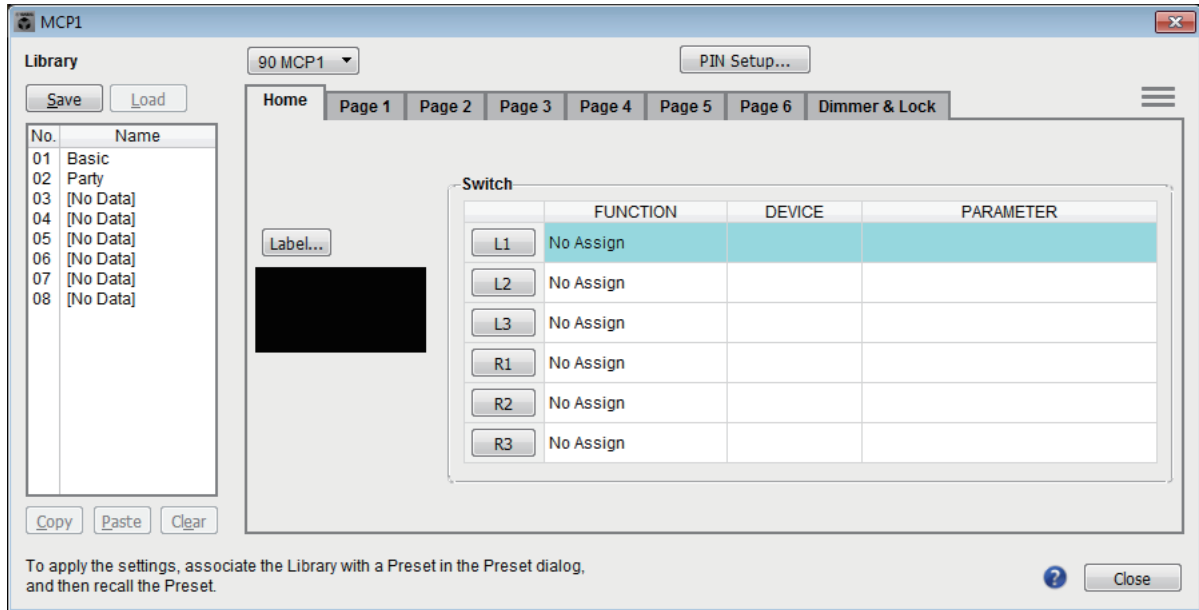 MCP1
Library
90 MCP1
PIN Setup...
Save Load
Home Page 1 Page 2 Page 3 Page 4 Page 5 Page 6 Dimmer & Lock
No. Name
01 Basic
02 Party
03 [No Data]
04 [No Data]
05 [No Data]
06 [No Data]
07 [No Data]
08 [No Data]
Copy Paste Clear
Label...
Switch
FUNCTION DEVICE PARAMETER
L1 No Assign
L2 No Assign
L3 No Assign
R1 No Assign
R2 No Assign
R3 No Assign
To apply the settings, associate the Library with a Preset in the Preset dialog,
and then recall the Preset.
?
Close